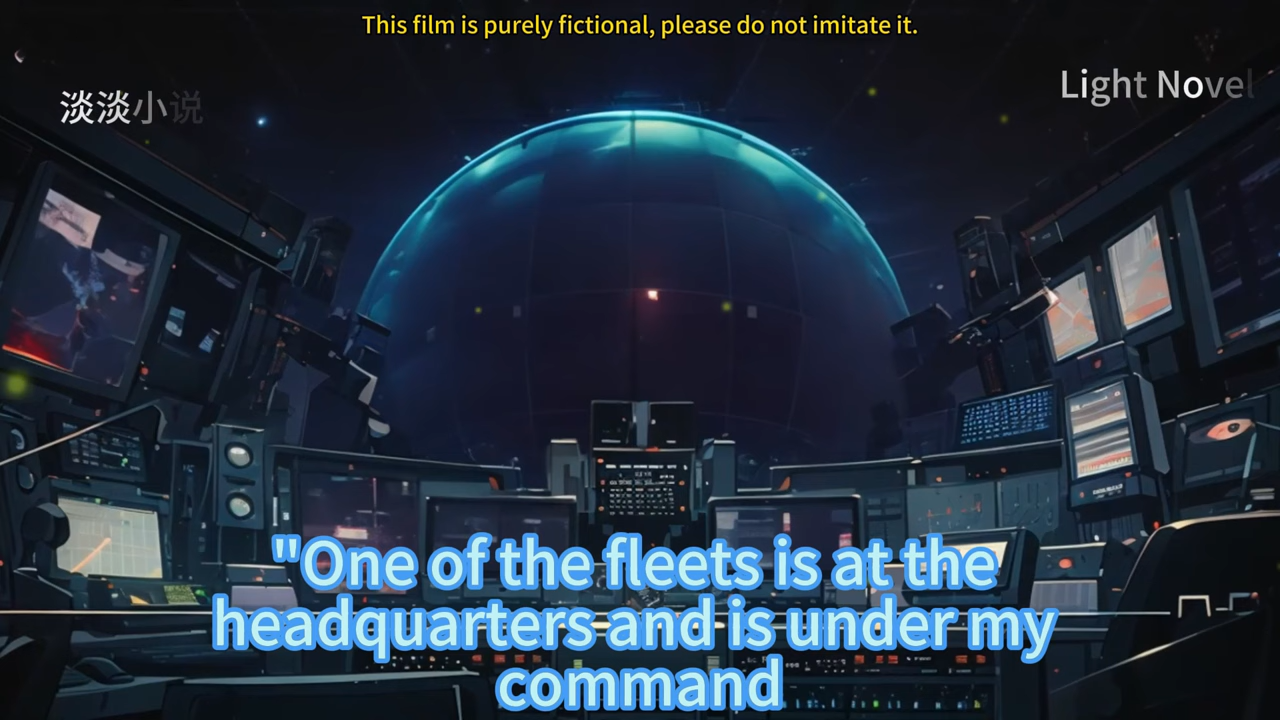 This film is purely fictional, please do not imitate it.
淡淡小说
Light Novel
"One of the fleets is at the
headquarters and is under my
command